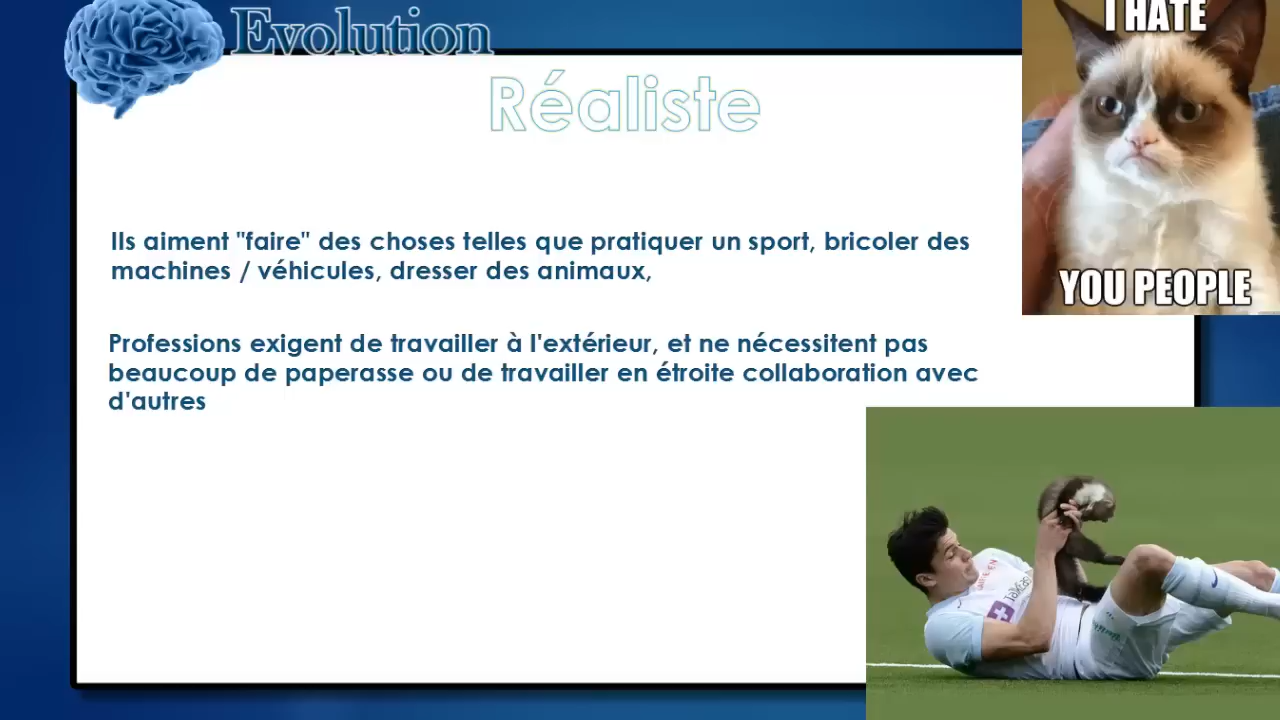 Evolution
I HATE
Réaliste
Ils aiment "faire" des choses telles que pratiquer un sport, bricoler des
machines / véhicules, dresser des animaux,
YOU PEOPLE
Professions exigent de travailler à l'extérieur, et ne nécessitent pas
beaucoup de paperasse ou de travailler en étroite collaboration avec
d'autres